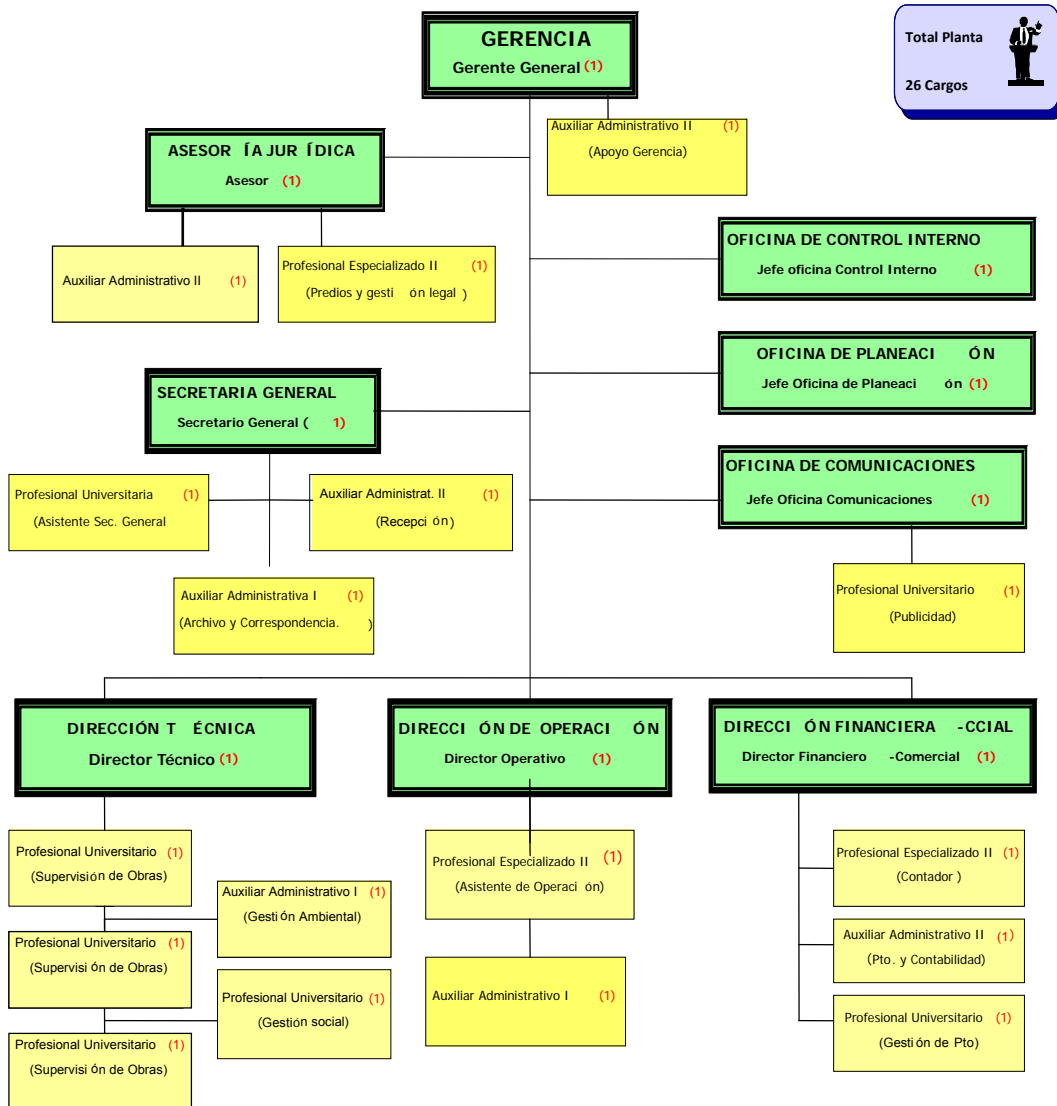 GERENCIA
Gerente General (1)
Total Planta
26 Cargos
Auxiliar Administrativo II (1)
(Apoyo Gerencia)
ASESOR ÍA JUR ÍDICA
Asesor (1)
Auxiliar Administrativo II (1)
Profesional Especializado II (1)
(Predios y gesti ón legal )
OFICINA DE CONTROL INTERNO
Jefe oficina Control Interno (1)
OFICINA DE PLANEACI ÓN
Jefe Oficina de Planeaci ón (1)
SECRETARIA GENERAL
Secretario General ( 1)
OFICINA DE COMUNICACIONES
Jefe Oficina Comunicaciones (1)
Profesional Universitaria (1)
(Asistente Sec. General
Auxiliar Administrat. II (1)
(Recepci ón)
Auxiliar Administrativa I (1)
(Archivo y Correspondencia. )
Profesional Universitario (1)
(Publicidad)
DIRECCIÓN T ÉCNICA
Director Técnico (1)
DIRECCI ÓN DE OPERACI ÓN
Director Operativo (1)
DIRECCI ÓN FINANCIERA -CCIAL
Director Financiero -Comercial (1)
Profesional Universitario (1)
(Supervisión de Obras)
Auxiliar Administrativo I (1)
(Gesti ón Ambiental)
Profesional Universitario (1)
(Supervisi ón de Obras)
Profesional Universitario (1)
(Gestión social)
Profesional Universitario (1)
(Supervisi ón de Obras)
Profesional Especializado II (1)
(Asistente de Operaci ón)
Auxiliar Administrativo I (1)
Profesional Especializado II (1)
(Contador )
Auxiliar Administrativo II (1)
(Pto. y Contabilidad)
Profesional Universitario (1)
(Gestión de Pto)